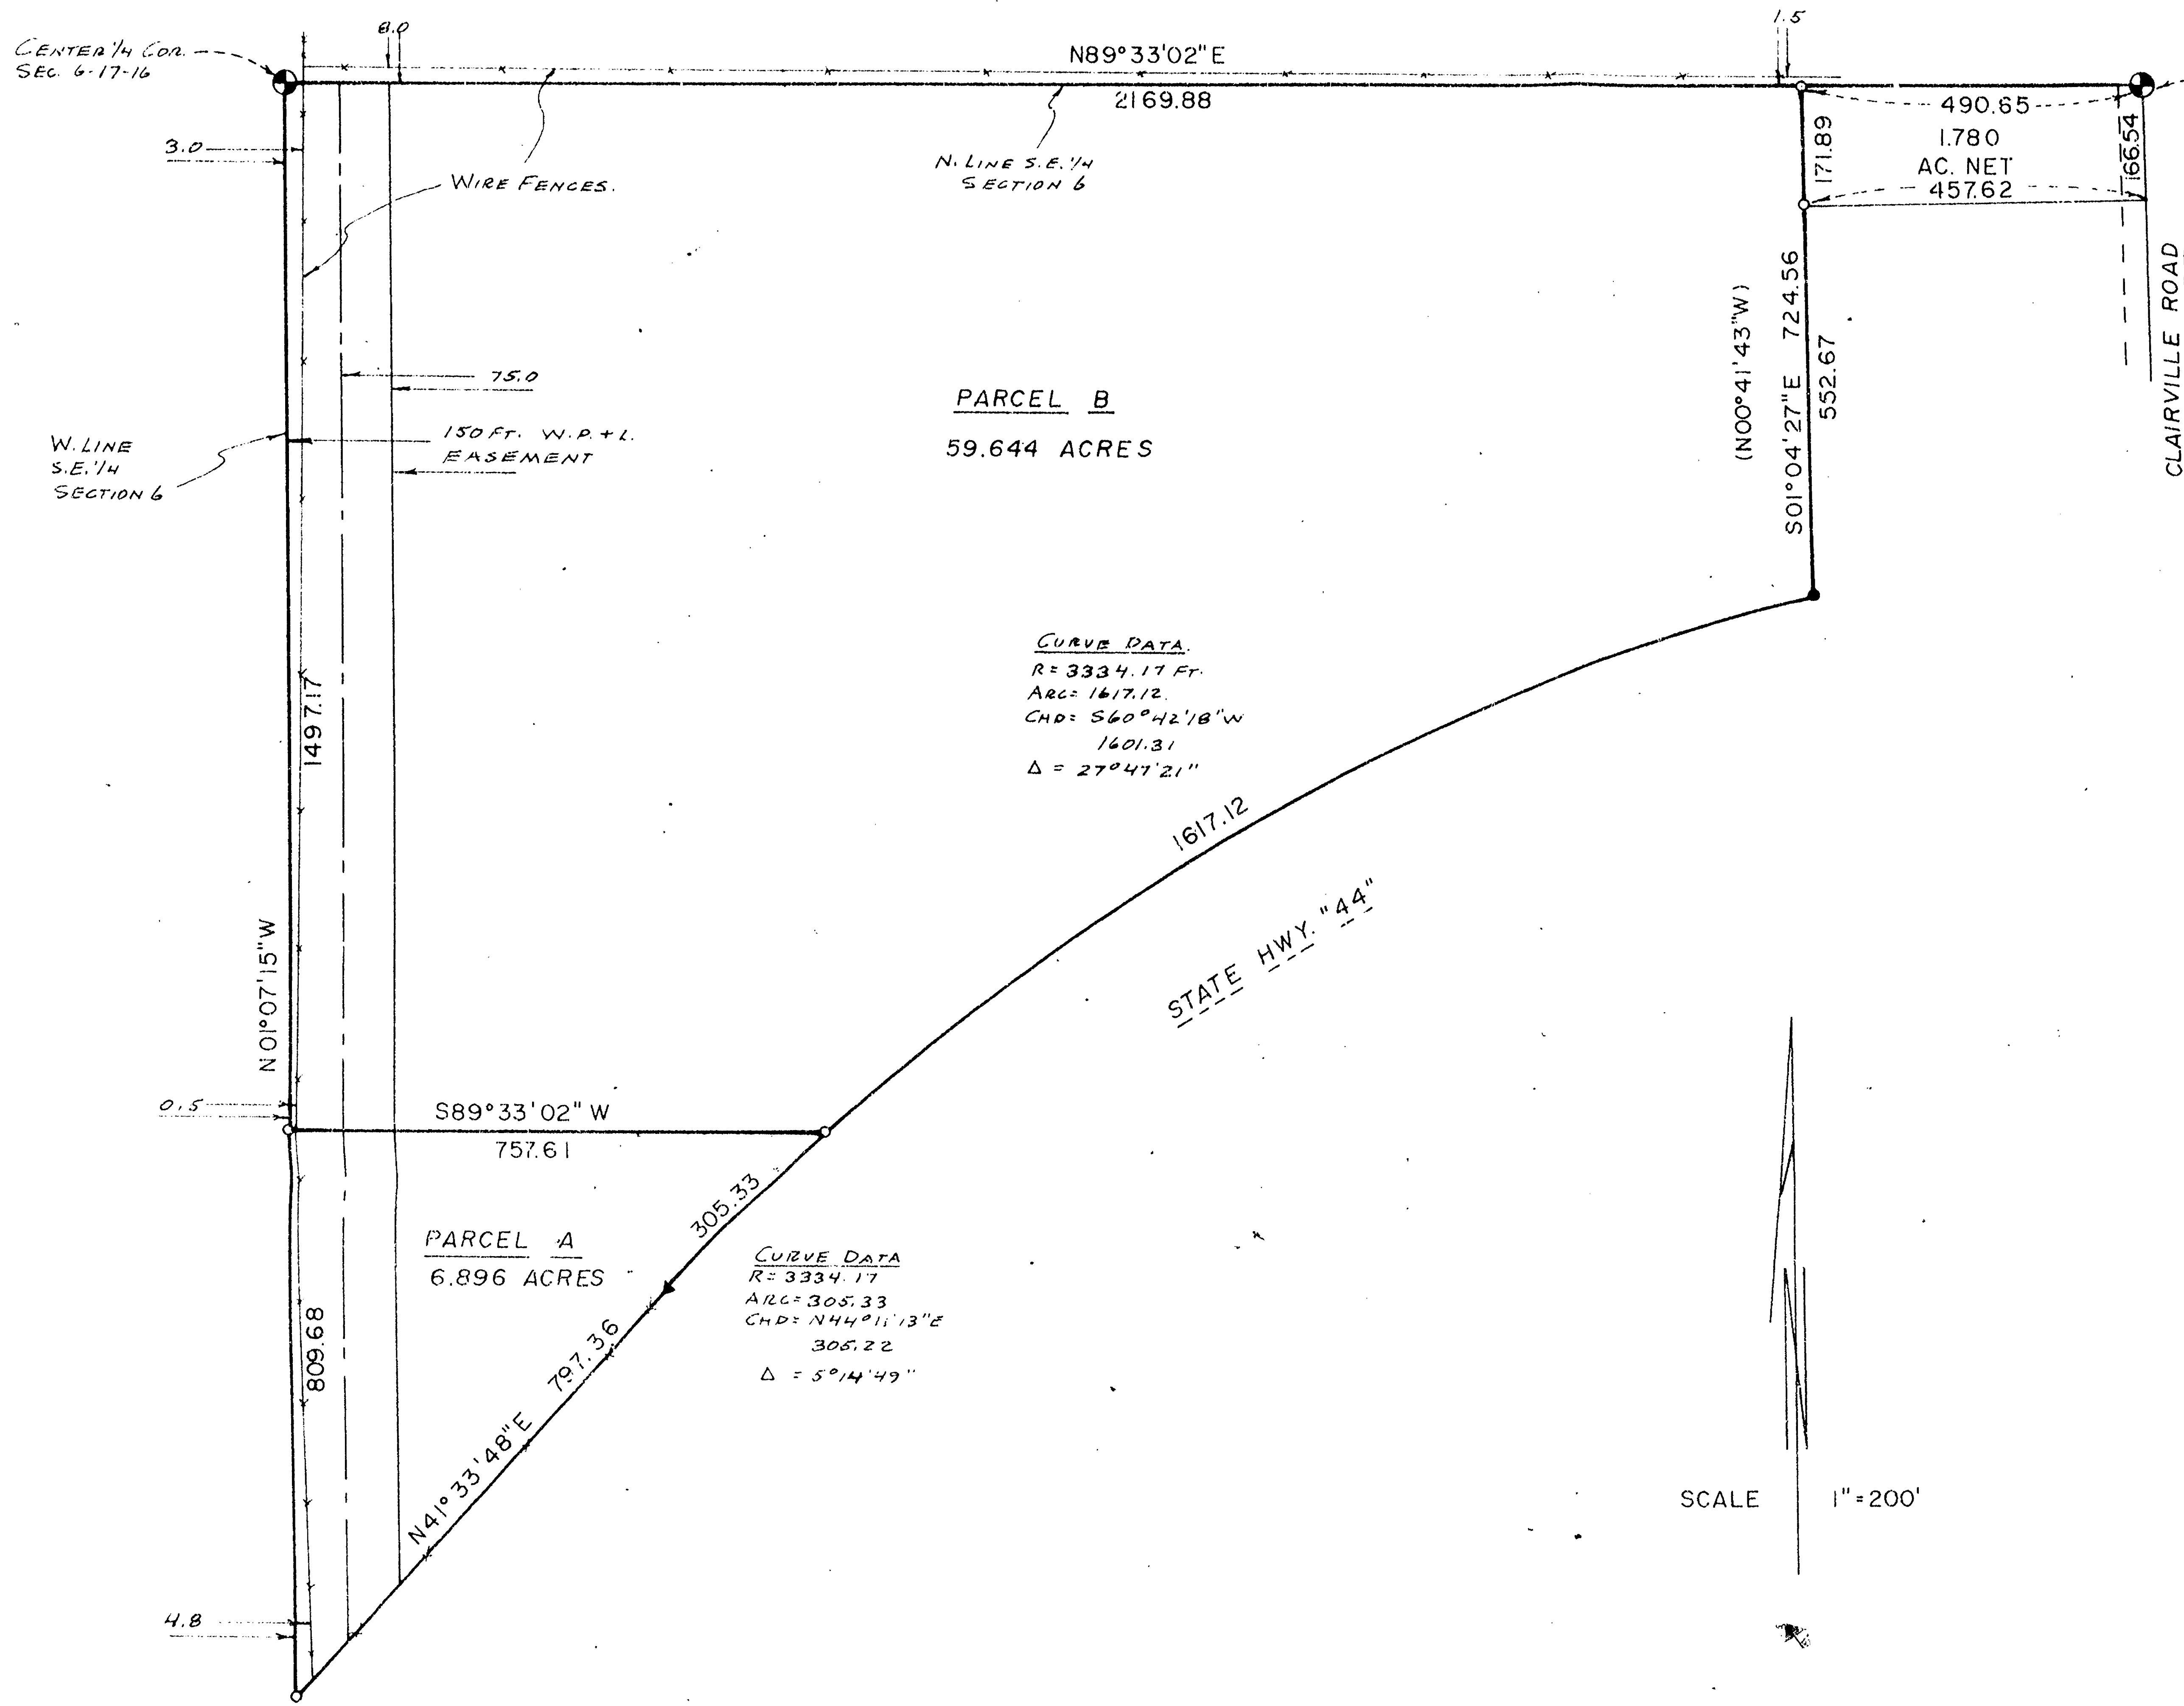 CENTER 1/4 COR.
SEC. 6-17-16
8.0
N89°33'02"E
2169.88
1.5
490.65
1.780
AC. NET
457.62
171.89
166.54
3.0
WIRE FENCES.
N. LINE S.E. 1/4
SECTION 6
CLAIRVILLE ROAD
(N00°41'43"W)
S01°04'27"E 724.56
552.67
75.0
PARCEL B
59.644 ACRES
W. LINE
S.E. 1/4
SECTION 6
150 FT. W.P. + L.
EASEMENT
CURVE DATA.
R= 3334.17 FT.
ARC= 1617.12.
CHD= S60°42'18"W
1601.31
Δ = 27°47'21"
1497.17
1617.12
STATE HWY. "44"
N01°07'15"W
0.5
S89°33'02"W
757.61
305.33
PARCEL A
6.896 ACRES
CURVE DATA
R= 3334.17
ARC= 305.33
CHD= N44°11'13"E
305.22
Δ = 5°14'49"
809.68
797.36
N41°33'48"E
SCALE 1"=200'
4.8